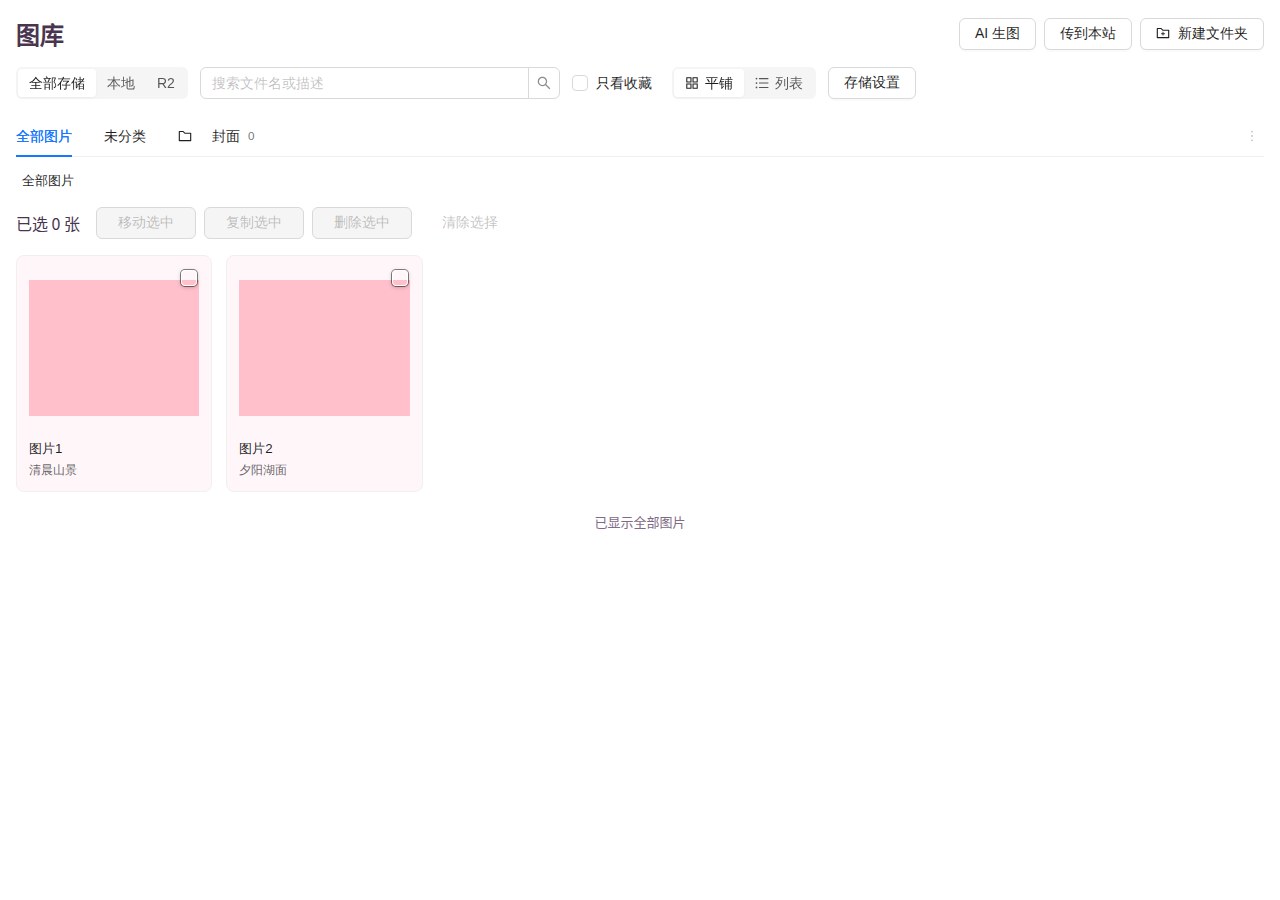 图库
AI 生图 传到本站 新建文件夹
全部存储 本地 R2 搜索文件名或描述 只看收藏 平铺 列表 存储设置
全部图片 未分类 封面 0
全部图片
已选 0 张 移动选中 复制选中 删除选中 清除选择
图片1 图片2
清晨山景 夕阳湖面
已显示全部图片